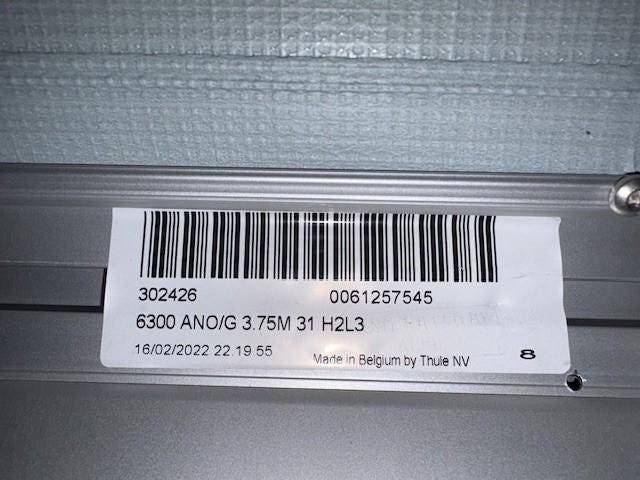 302426 0061257545
6300 ANO/G 3.75M 31 H2L3
16/02/2022 22.19 55 Made in Belgium by Thule NV 8